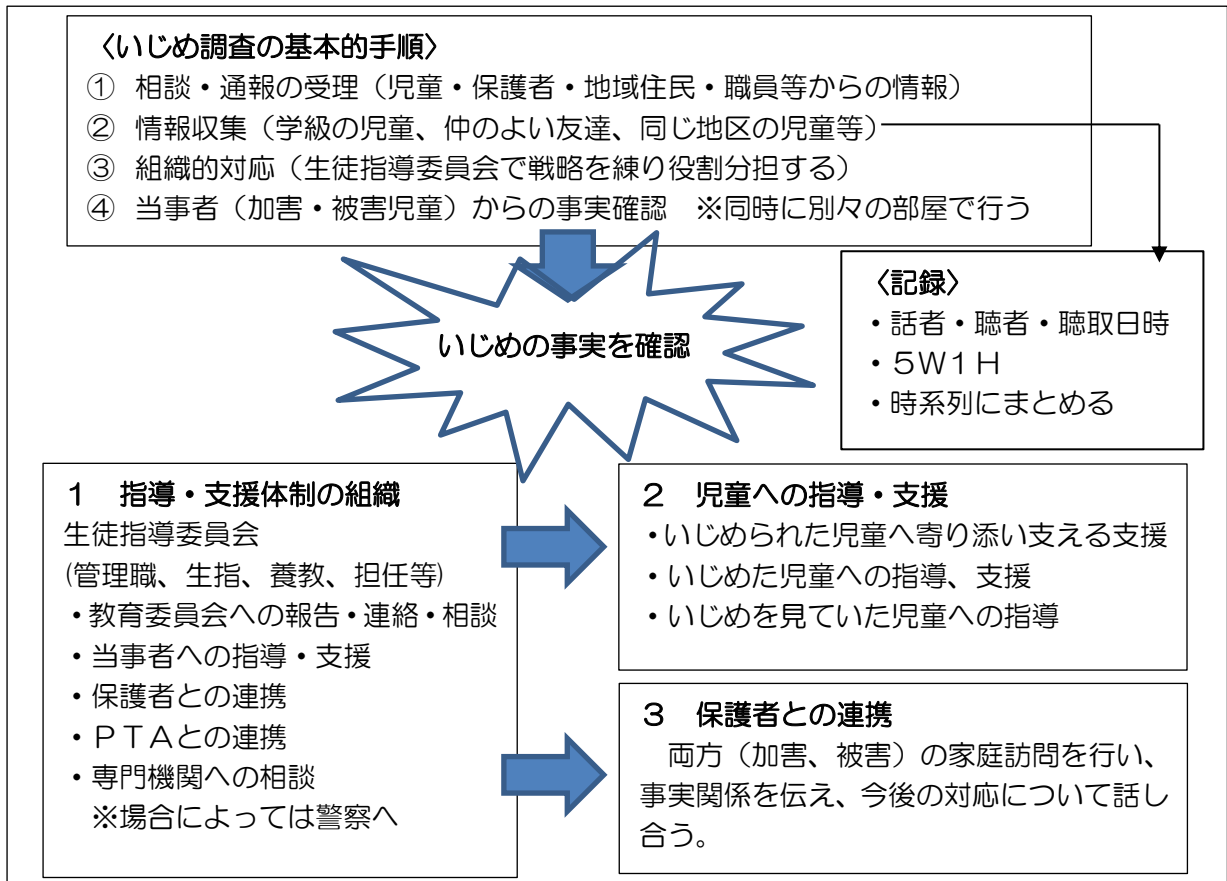 〈いじめ調査の基本的手順〉
① 相談・通報の受理（児童・保護者・地域住民・職員等からの情報）
② 情報収集（学級の児童、仲のよい友達、同じ地区の児童等）
③ 組織的対応（生徒指導委員会で戦略を練り役割分担する）
④ 当事者（加害・被害児童）からの事実確認　※同時に別々の部屋で行う
〈記録〉
・話者・聴者・聴取日時
・５Ｗ１Ｈ
・時系列にまとめる
いじめの事実を確認
１　指導・支援体制の組織
生徒指導委員会
(管理職、生指、養教、担任等)
・教育委員会への報告・連絡・相談
・当事者への指導・支援
・保護者との連携
・ＰＴＡとの連携
・専門機関への相談
※場合によっては警察へ
２　児童への指導・支援
・いじめられた児童へ寄り添い支える支援
・いじめた児童への指導、支援
・いじめを見ていた児童への指導
３　保護者との連携
両方（加害、被害）の家庭訪問を行い、
事実関係を伝え、今後の対応について話し
合う。